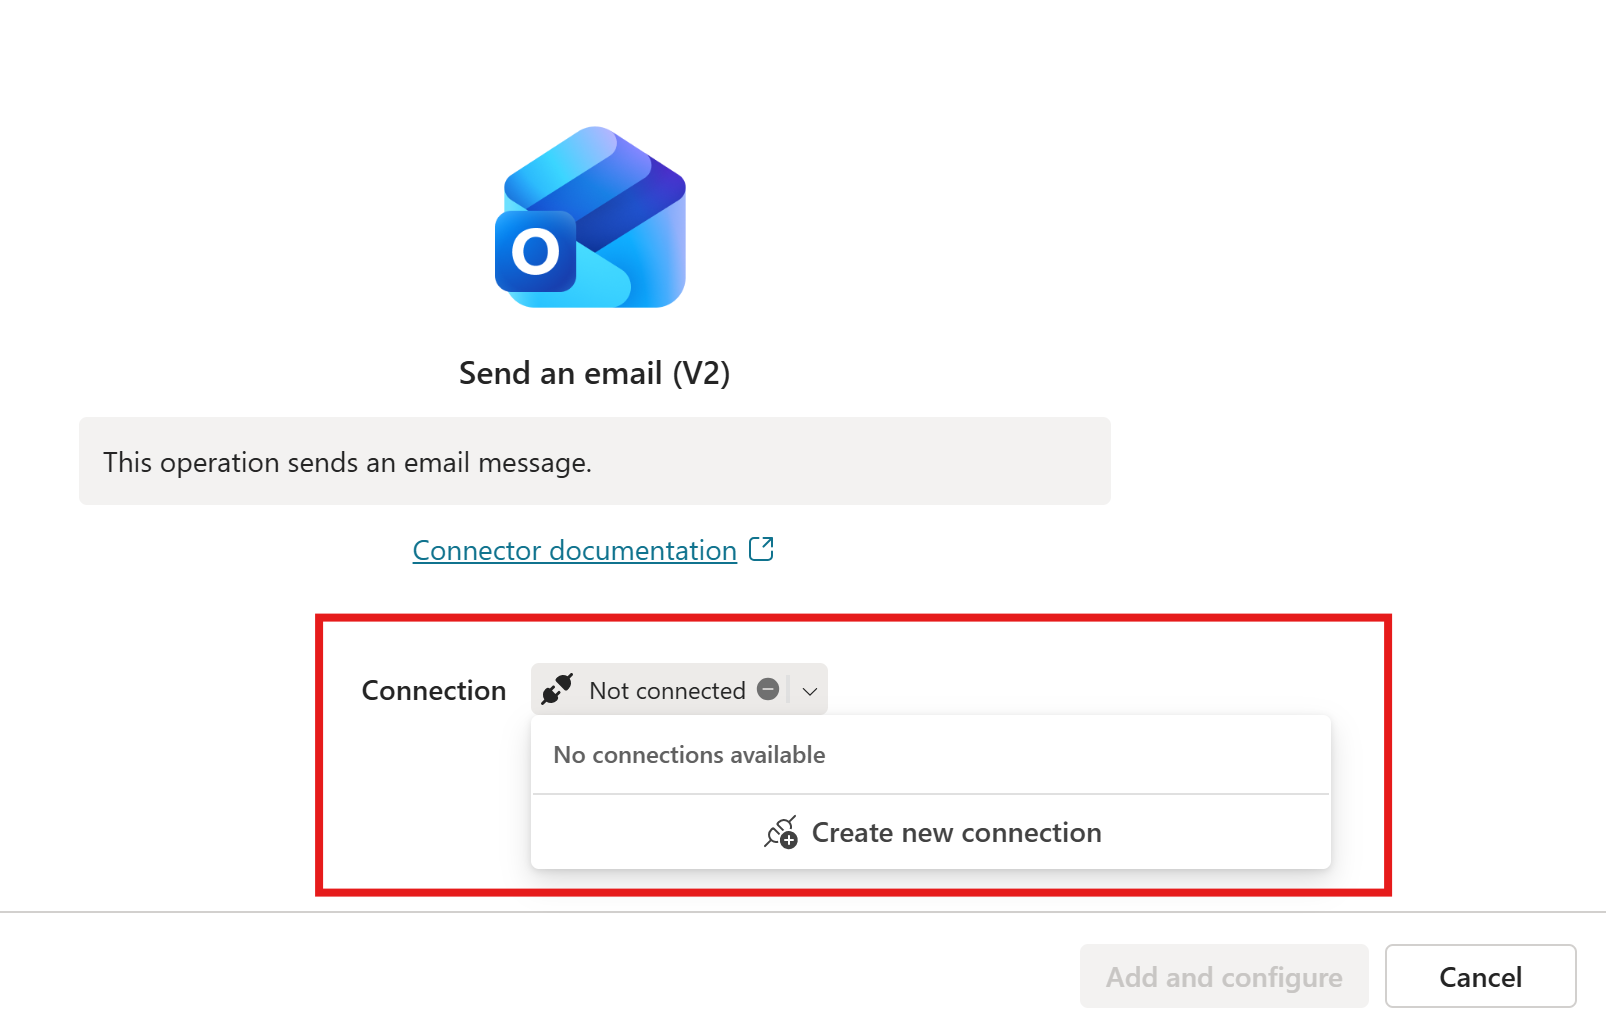 O
Send an email (V2)
This operation sends an email message.
Connector documentation
Connection
Not connected
No connections available
Create new connection
Add and configure
Cancel